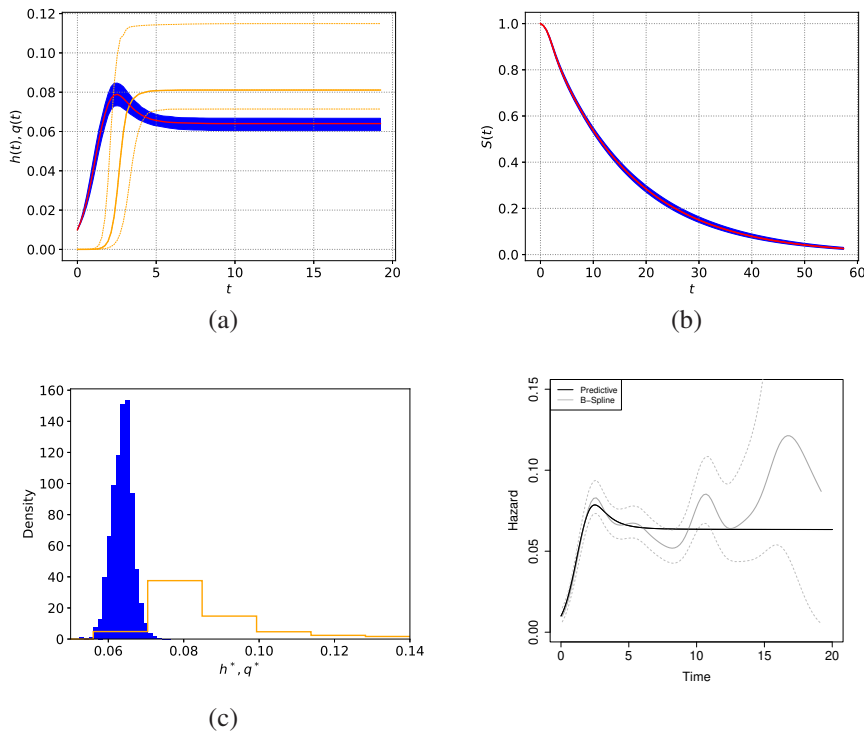 0.12
0.10
0.08
0.06
0.04
0.02
0.00
h(t), q(t)
0 5 10 15 20
t
(a)
1.0
0.8
0.6
0.4
0.2
0.0
S(t)
0 10 20 30 40 50 60
t
(b)
160
140
120
100
80
60
40
20
0
Density
0.06 0.08 0.10 0.12 0.14
h*, q*
(c)
0.15
0.10
0.05
0.00
Hazard
Predictive
B−Spline
0 5 10 15 20
Time